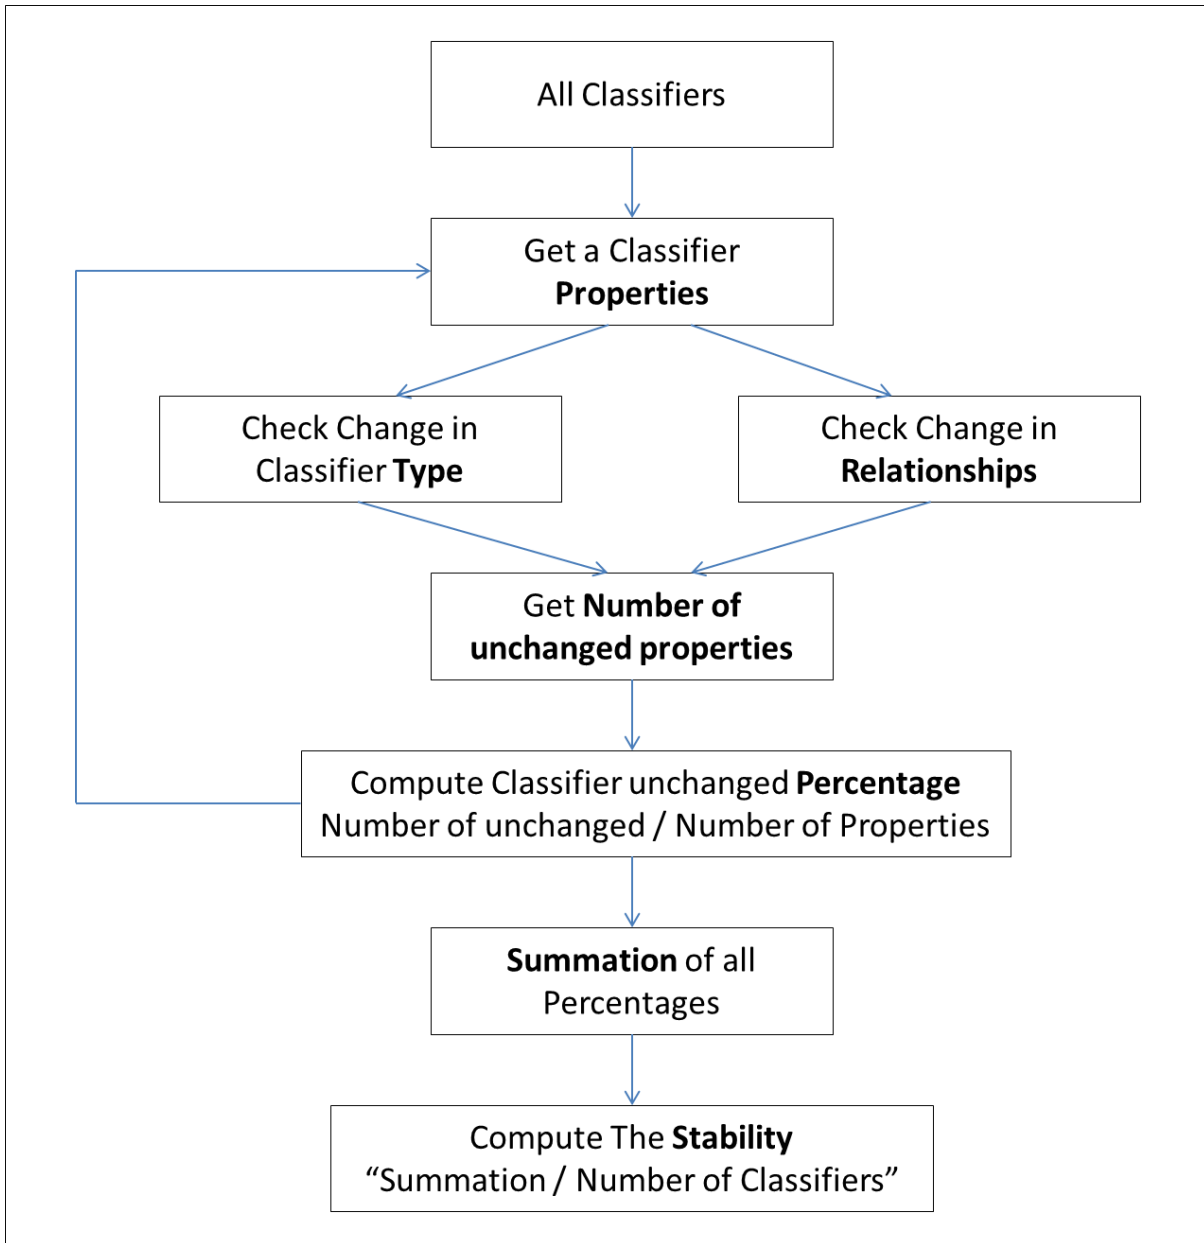 All Classifiers
Get a Classifier
Properties
Check Change in
Classifier Type
Check Change in
Relationships
Get Number of
unchanged properties
Compute Classifier unchanged Percentage
Number of unchanged / Number of Properties
Summation of all
Percentages
Compute The Stability
“Summation / Number of Classifiers”